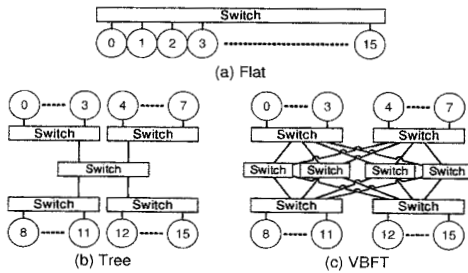 Switch
0 1 2 3 15
(a) Flat
0 3 4 7
Switch Switch
Switch
Switch Switch
8 11 12 15
(b) Tree
0 3 4 7
Switch Switch
Switch Switch Switch Switch
Switch Switch
8 11 12 15
(c) VBFT